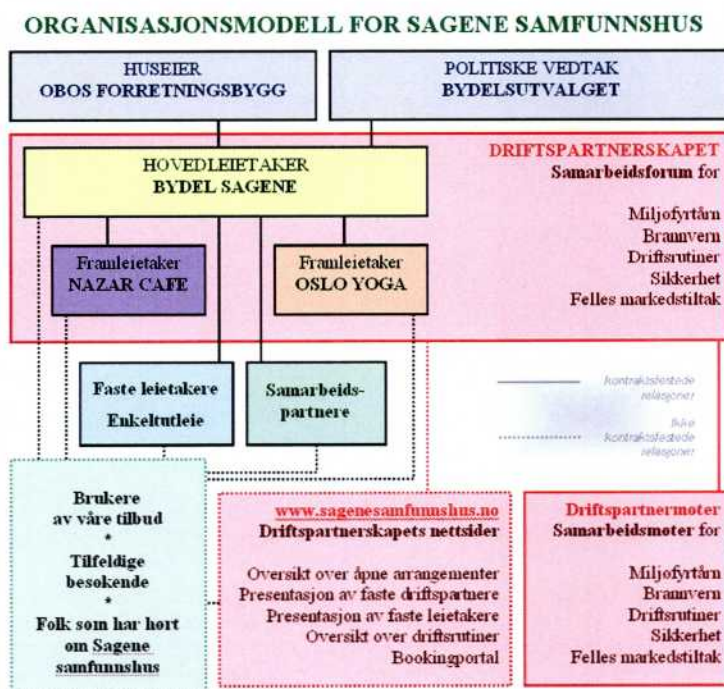 ORGANISASJONSMODELL FOR SAGENE SAMFUNNSHUS
HUSEIER
OBOS FORRETNINGSBYGG
POLITISKE VEDTAK
BYDELSUTVALGET
HOVEDLEIETAKER
BYDEL SAGENE
DRIFTSPARTNERSKAPET
Samarbeidsforum for
Miljøfyrtårn
Brannvern
Driftsrutiner
Sikkerhet
Felles markedstiltak
Framleietaker
NAZAR CAFE
Framleietaker
OSLO YOGA
Faste leietakere
Enkeltutleie
Samarbeids-
partnere
kontraktsfestede
relasjoner
Ikke
kontraktsfestede
relasjoner
Brukere
av våre tilbud
*
Tilfeldige
besøkende
*
Folk som har hørt
om Sagene
samfunnshus
www.sagenesamfunnshus.no
Driftspartnerskapets nettsider
Oversikt over åpne arrangementer
Presentasjon av faste driftspartnere
Presentasjon av faste leietakere
Oversikt over driftsrutiner
Bookingportal
Driftspartnermøter
Samarbeidsmøter for
Miljøfyrtårn
Brannvern
Driftsrutiner
Sikkerhet
Felles markedstiltak